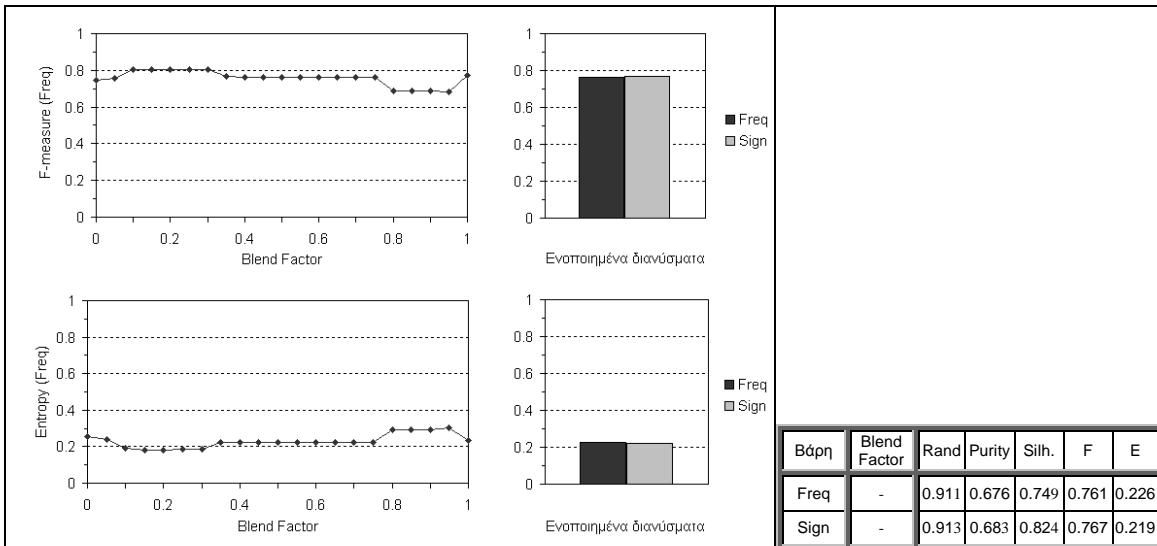 F-measure (Freq)
1
0.8
0.6
0.4
0.2
0
0 0.2 0.4 0.6 0.8 1
Blend Factor
1
0.8
0.6
0.4
0.2
0
Ενοποιημένα διανύσματα
Freq
Sign
Entropy (Freq)
1
0.8
0.6
0.4
0.2
0
0 0.2 0.4 0.6 0.8 1
Blend Factor
1
0.8
0.6
0.4
0.2
0
Ενοποιημένα διανύσματα
Freq
Sign
Βάρη Blend Factor Rand Purity Silh. F E
Freq - 0.911 0.676 0.749 0.761 0.226
Sign - 0.913 0.683 0.824 0.767 0.219